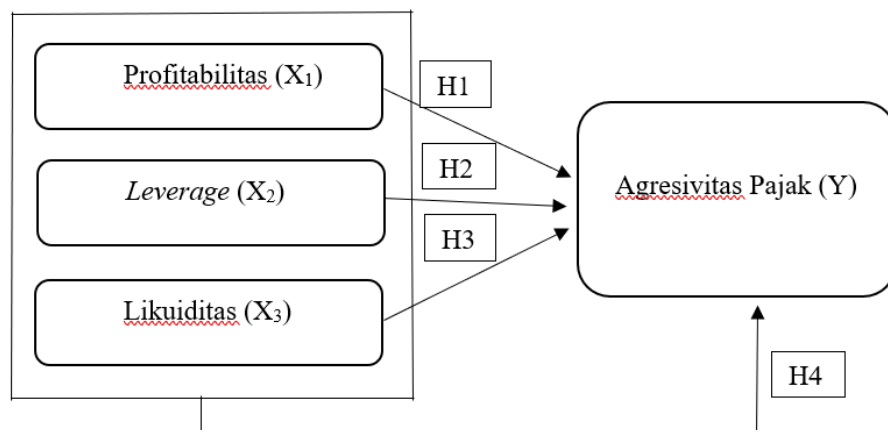 Profitabilitas (X₁)
H1
H2
Leverage (X₂)
Agresivitas Pajak (Y)
H3
Likuiditas (X₃)
H4